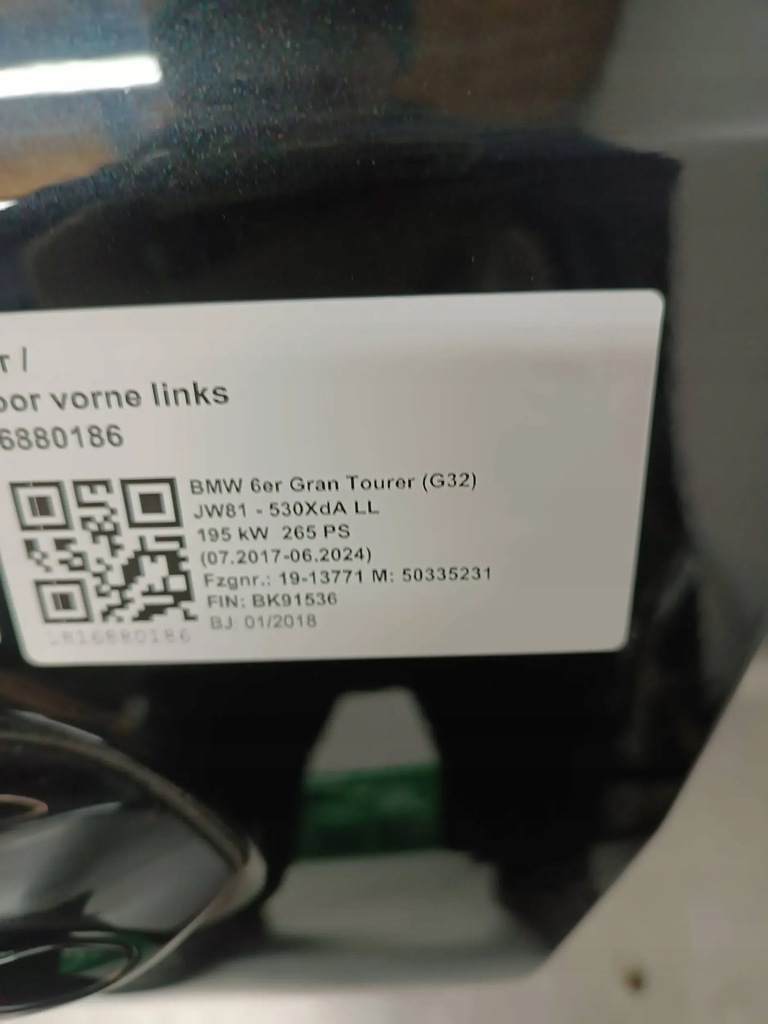 r /
oor vorne links
6880186
BMW 6er Gran Tourer (G32)
JW81 - 530XdA LL
195 kW 265 PS
(07.2017-06.2024)
Fzgnr.: 19-13771 M: 50335231
FIN: BK91536
BJ: 01/2018
1816880186